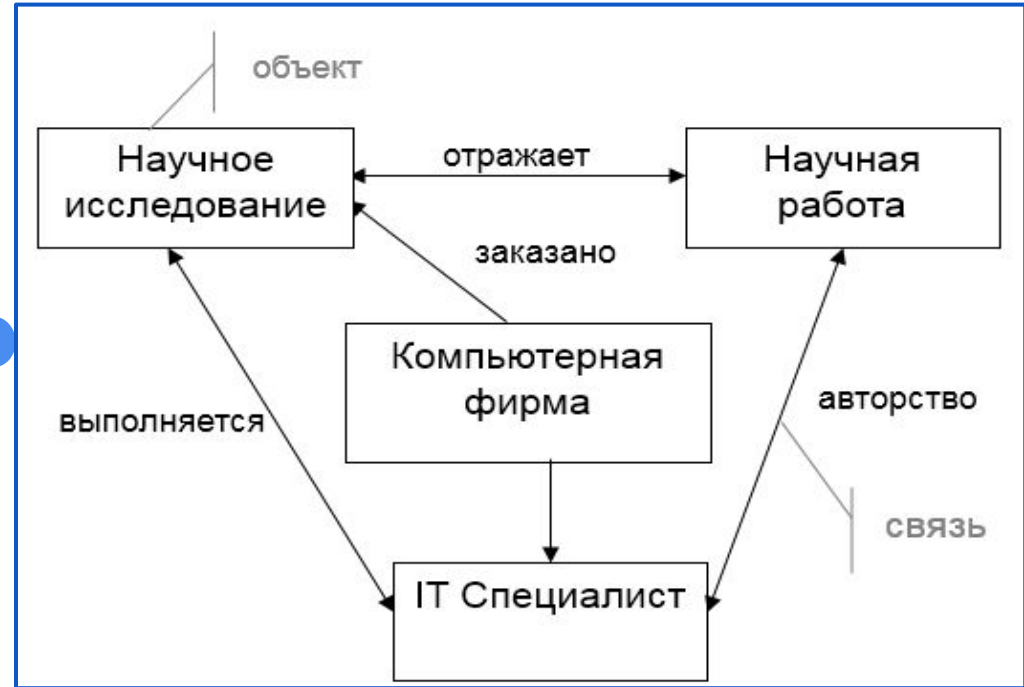 объект
Научное
исследование
отражает
Научная
работа
заказано
Компьютерная
фирма
выполняется
авторство
связь
IT Специалист